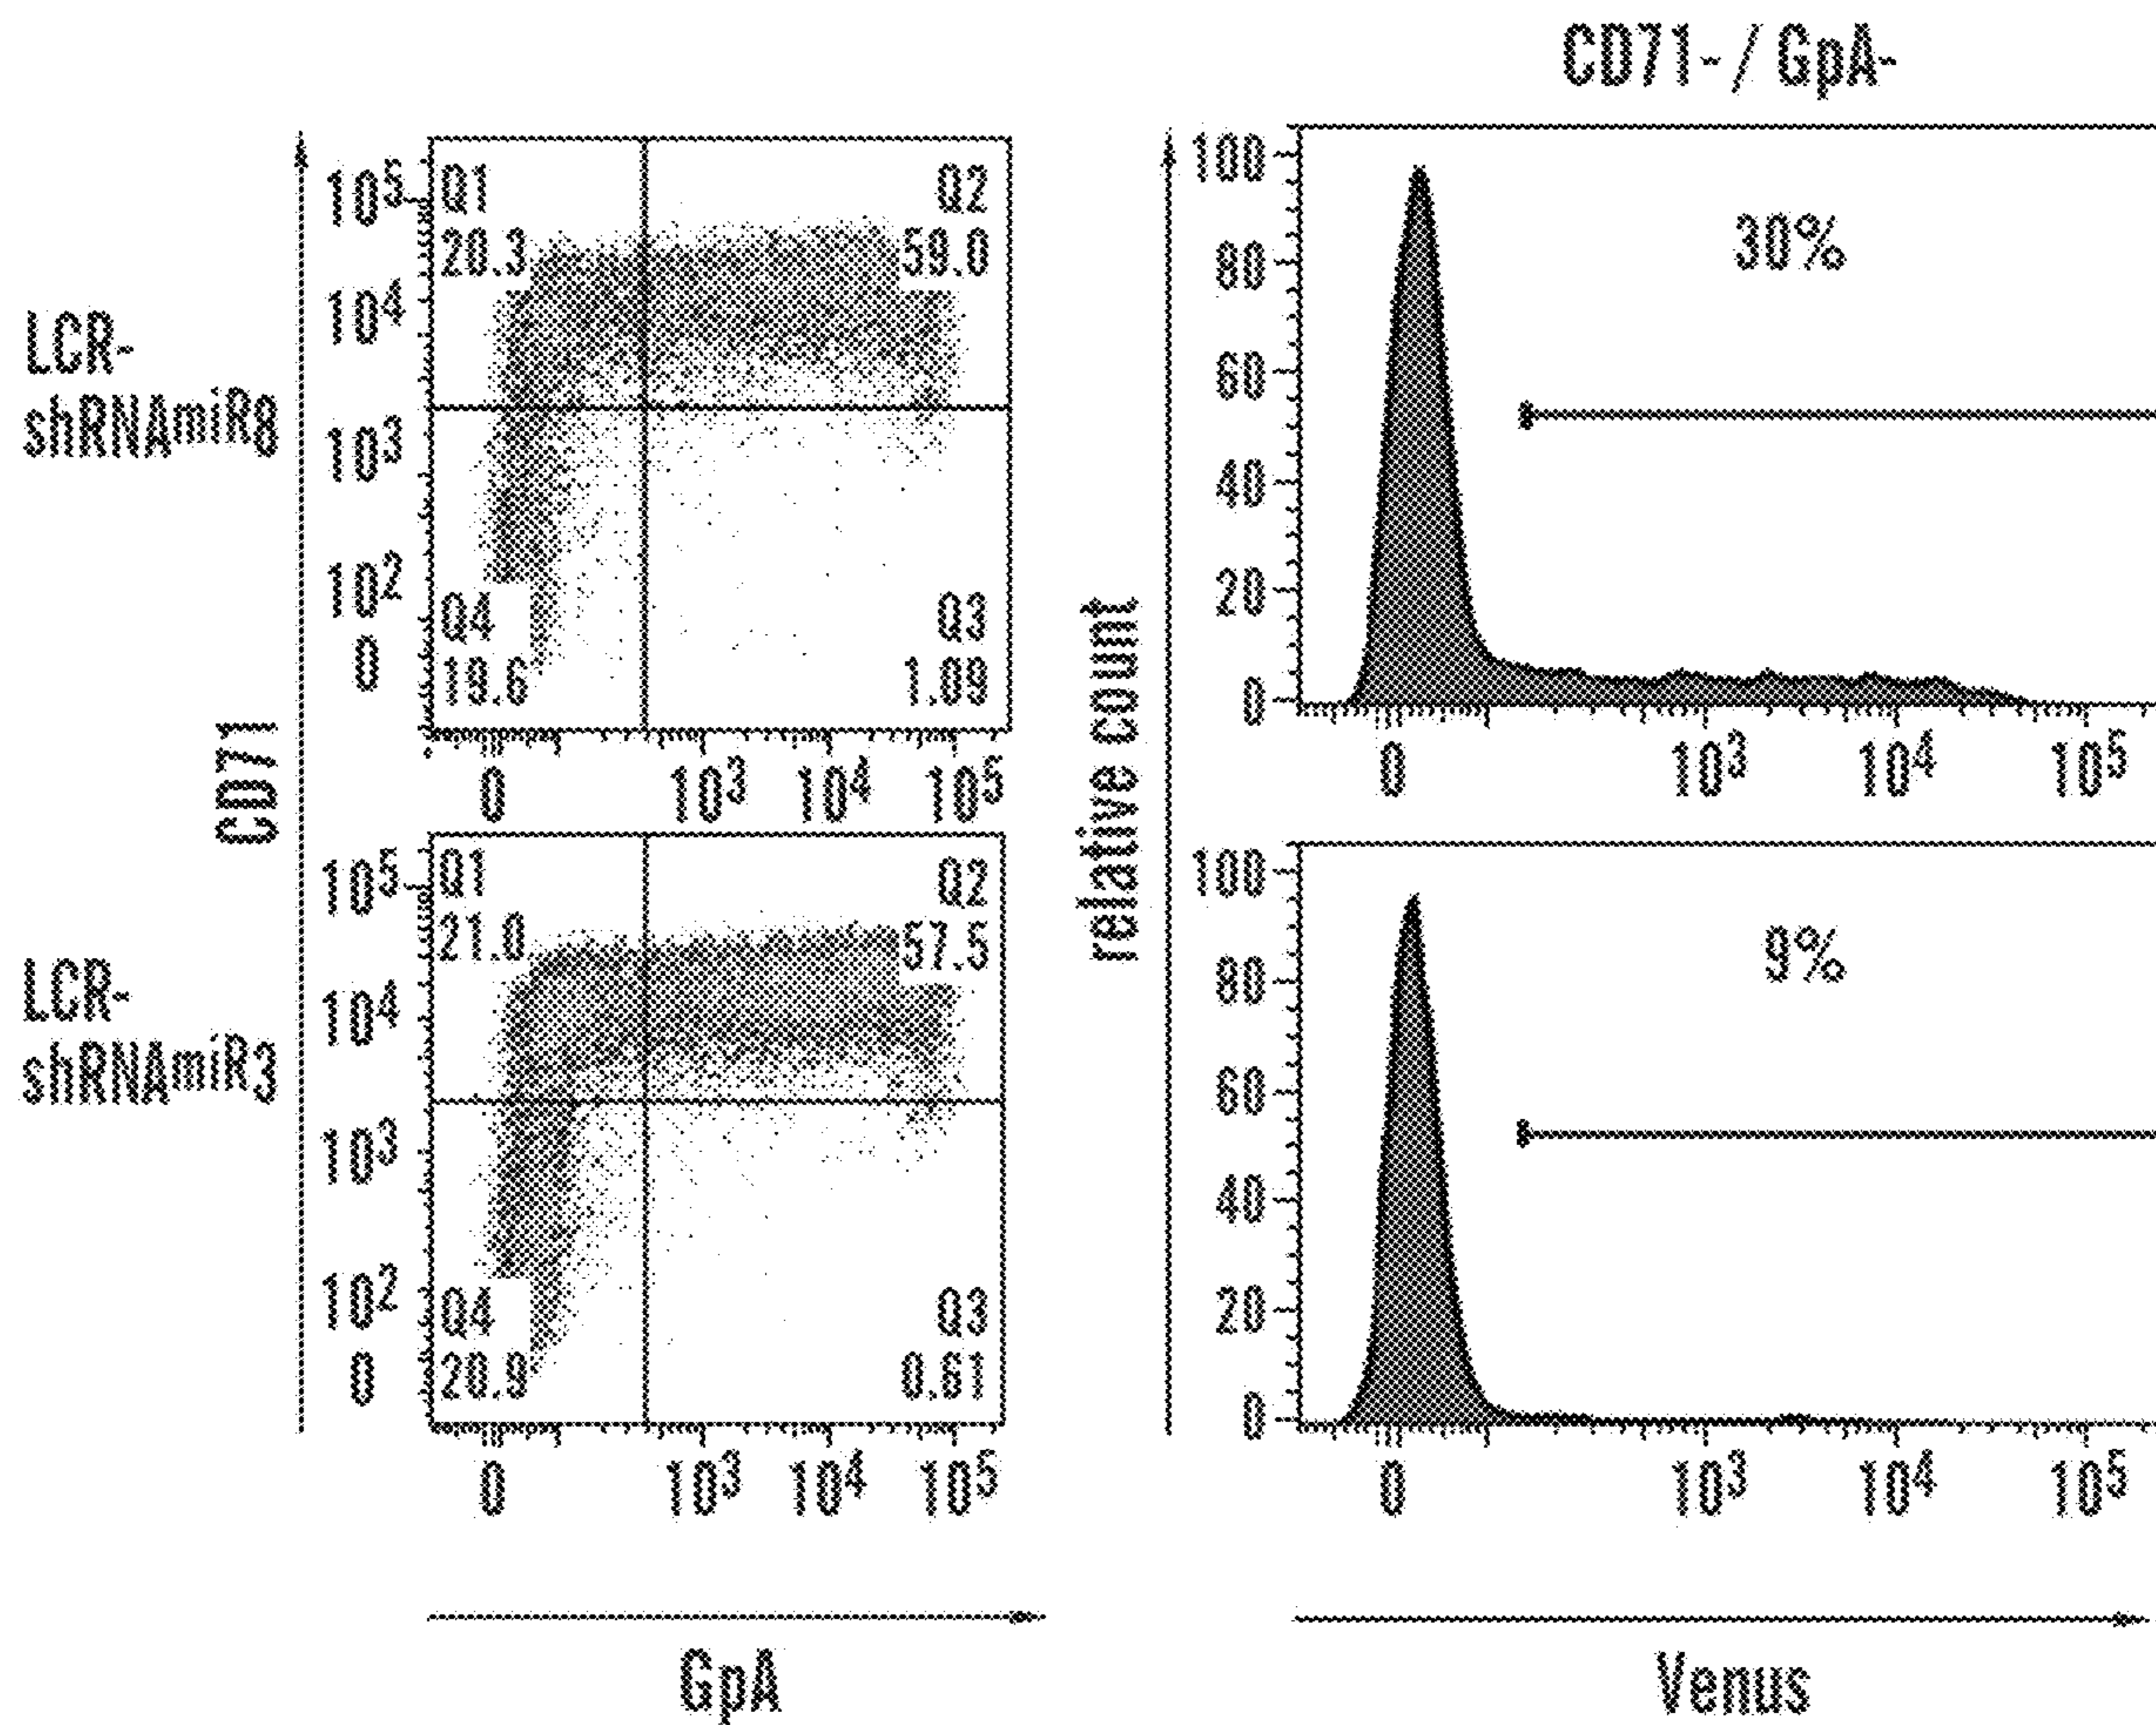 CD71-/GpA-
LCR-
shRNAmiR8
CD71
105
104
103
102
0
Q1
20.3
Q2
59.0
Q4
19.6
Q3
1.09
0
103
104
105
relative count
100
80
60
40
20
0
30%
0
103
104
105
LCR-
shRNAmiR3
105
104
103
102
0
Q1
21.0
Q2
57.5
Q4
20.9
Q3
0.61
0
103
104
105
100
80
60
40
20
0
9%
0
103
104
105
GpA
Venus